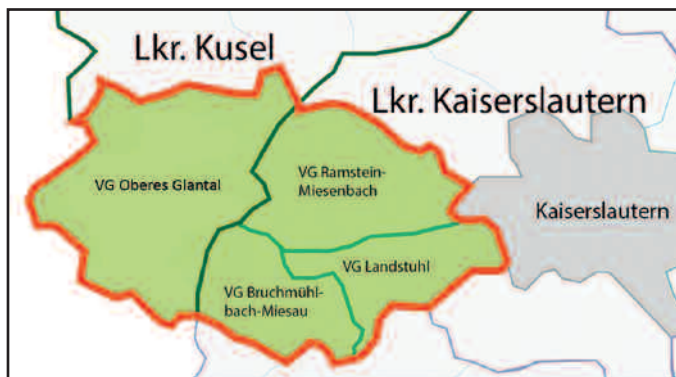 Lkr. Kusel
Lkr. Kaiserslautern
VG Oberes Glantal
VG Ramstein-
Miesenbach
Kaiserslautern
VG Landstuhl
VG Bruchmühl-
bach-Miesau